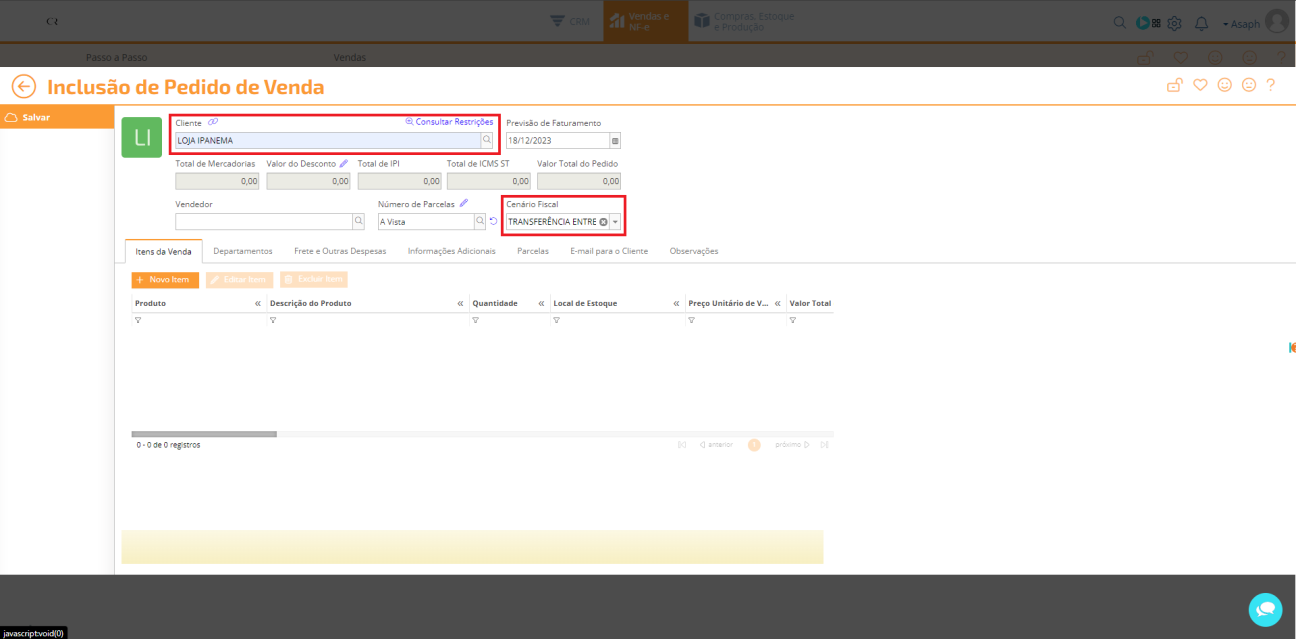 CR
CRM
Vendas e
NF-e
Compras, Estoque
e Produção
Asaph
Passo a Passo
Vendas
Inclusão de Pedido de Venda
?
Salvar
LI
Cliente
Consultar Restrições
LOJA IPANEMA
Previsão de Faturamento
18/12/2023
Total de Mercadorias
Valor do Desconto
Total de IPI
Total de ICMS ST
Valor Total do Pedido
0,00
0,00
0,00
0,00
0,00
Vendedor
Número de Parcelas
Cenário Fiscal
A Vista
TRANSFERÊNCIA ENTRE
Itens da Venda
Departamentos
Frete e Outras Despesas
Informações Adicionais
Parcelas
E-mail para o Cliente
Observações
+ Novo Item
Editar Item
Excluir Item
Produto
Descrição do Produto
Quantidade
Local de Estoque
Preço Unitário de V...
Valor Total
0 - 0 de 0 registros
anterior
1
próximo
javascript:void(0)